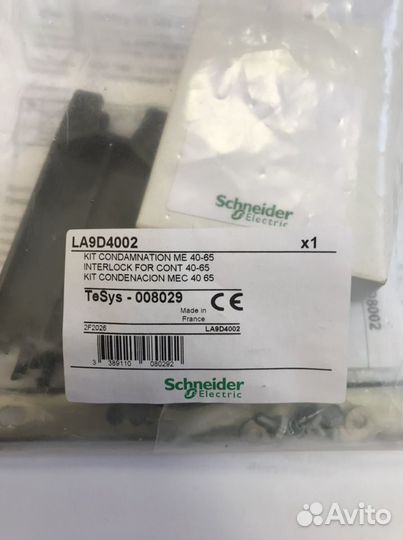 Schneider
Electric
LA9D4002 x1
KIT CONDAMNATION ME 40-65
INTERLOCK FOR CONT 40-65
KIT CONDENACION MEC 40 65
TeSys - 008029 CE
Made in
France
2F2026 LA9D4002
3 389110 080292
Schneider
Electric
Avito